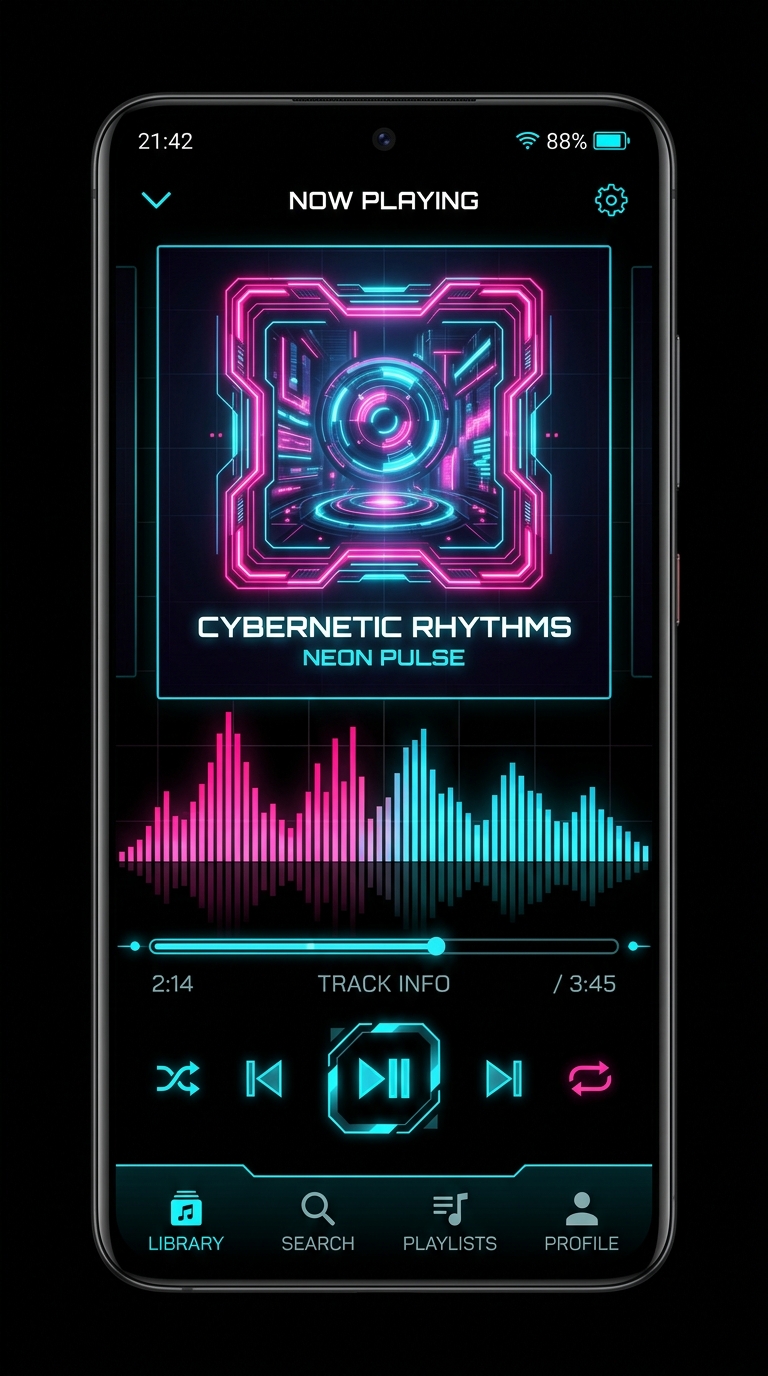 21:42 88%
NOW PLAYING
CYBERNETIC RHYTHMS
NEON PULSE
2:14 TRACK INFO / 3:45
LIBRARY SEARCH PLAYLISTS PROFILE